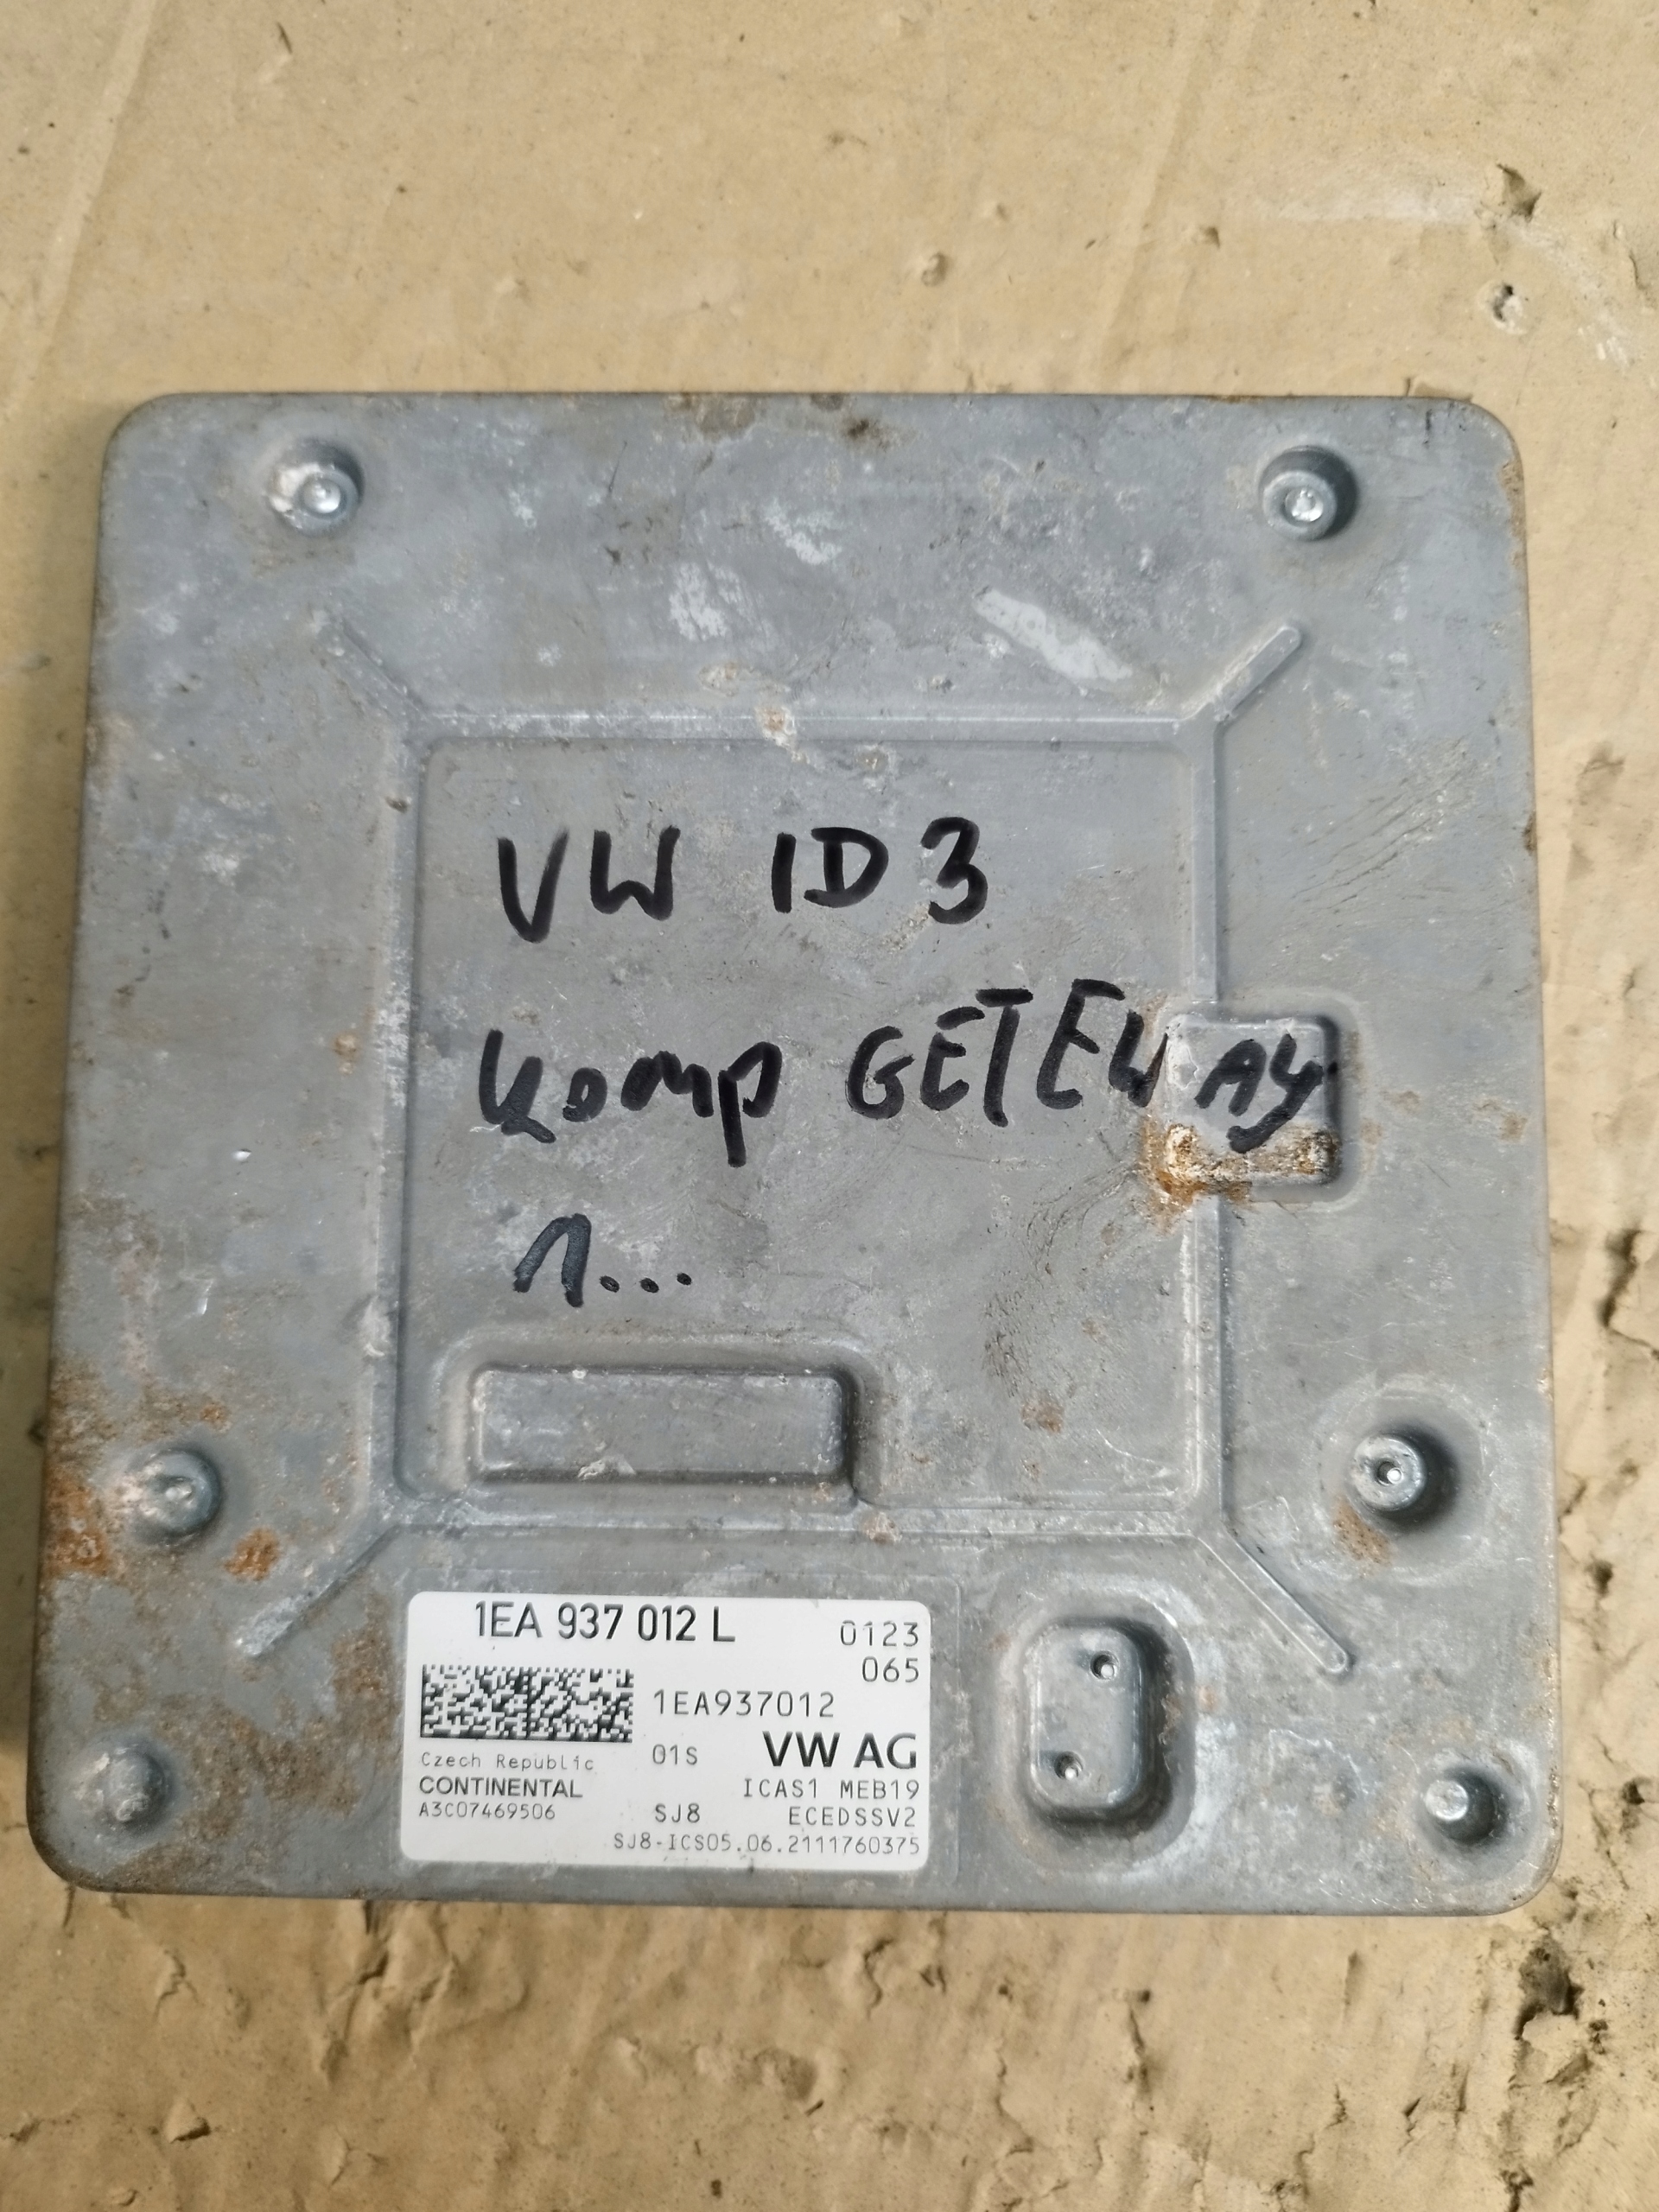 VW ID3
komp GETEWAY
1...
1EA 937 012 L
0123
065
1EA937012
Czech Republic
01S
VW AG
CONTINENTAL
ICAS1 MEB19
A3C07469506
SJ8
ECEDSSV2
SJ8-ICS05.06.2111760375